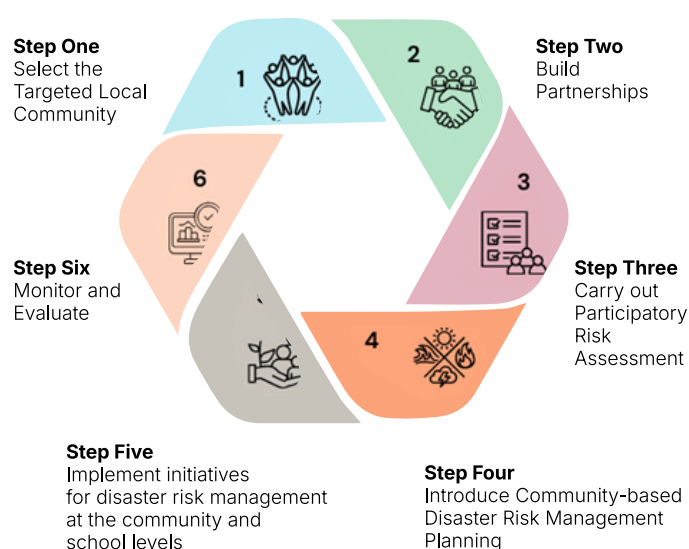 Step One
Select the
Targeted Local
Community
1
2
Step Two
Build
Partnerships
3
Step Three
Carry out
Participatory
Risk
Assessment
4
Step Four
Introduce Community-based
Disaster Risk Management
Planning
Step Five
Implement initiatives
for disaster risk management
at the community and
school levels
6
Step Six
Monitor and
Evaluate